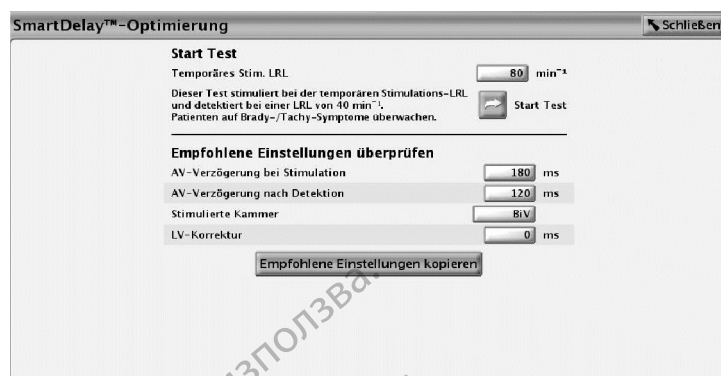 SmartDelay™-Optimierung
Schließen
Start Test
Temporäres Stim. LRL 80 min⁻¹
Dieser Test stimuliert bei der temporären Stimulations-LRL
und detektiert bei einer LRL von 40 min⁻¹.
Patienten auf Brady-/Tachy-Symptome überwachen.
Start Test
Empfohlene Einstellungen überprüfen
AV-Verzögerung bei Stimulation 180 ms
AV-Verzögerung nach Detektion 120 ms
Stimulierte Kammer BiV
LV-Korrektur 0 ms
Empfohlene Einstellungen kopieren